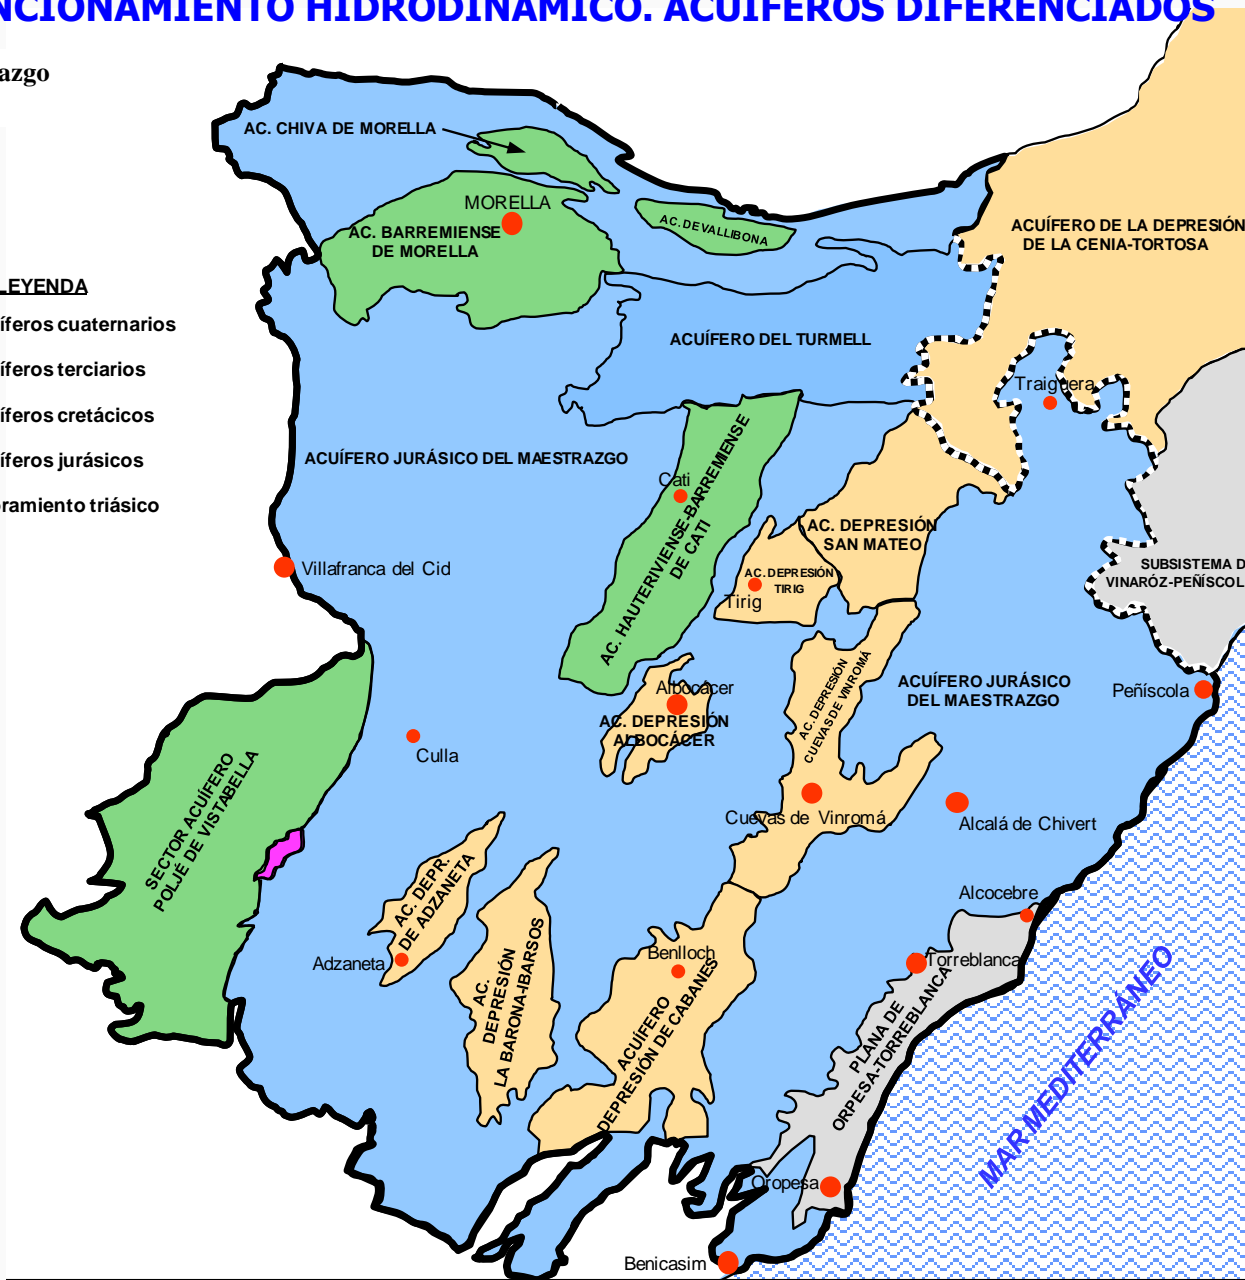 NCIONAMIENTO HIDRODINÁMICO. ACUÍFEROS DIFERENCIADOS
azgo
AC. CHIVA DE MORELLA
MORELLA
AC. BARREMIENSE
DE MORELLA
AC. DEVALLIBONA
ACUÍFERO DE LA DEPRESIÓN
DE LA CENIA-TORTOSA
LEYENDA
íferos cuaternarios
íferos terciarios
íferos cretácicos
íferos jurásicos
ramiento triásico
ACUÍFERO DEL TURMELL
Traiguera
ACUÍFERO JURÁSICO DEL MAESTRAZGO
Cati
AC. HAUTERIVIENSE-BARREMIENSE
DE CATI
AC. DEPRESIÓN
SAN MATEO
AC. DEPRESIÓN
TIRIG
Tirig
SUBSISTEMA D
VINARÓZ-PEÑÍSCOL
Villafranca del Cid
AC. DEPRESIÓN
CUEVAS DE VINROMÁ
ACUÍFERO JURÁSICO
DEL MAESTRAZGO
Peñíscola
Albocácer
AC. DEPRESIÓN
ALBOCÁCER
Culla
SECTOR ACUÍFERO
POLJÉ DE VISTABELLA
Cuevas de Vinromá
Alcalá de Chivert
AC. DEPR.
DE ADZANETA
Adzaneta
AC.
DEPRESIÓN
LA BARONA-IBARSOS
Benlloch
ACUÍFERO
DEPRESIÓN DE CABANES
Alcocebre
Torreblanca
PLANA DE
ORPESA-TORREBLANCA
MAR MEDITERRÁNEO
Oropesa
Benicasim